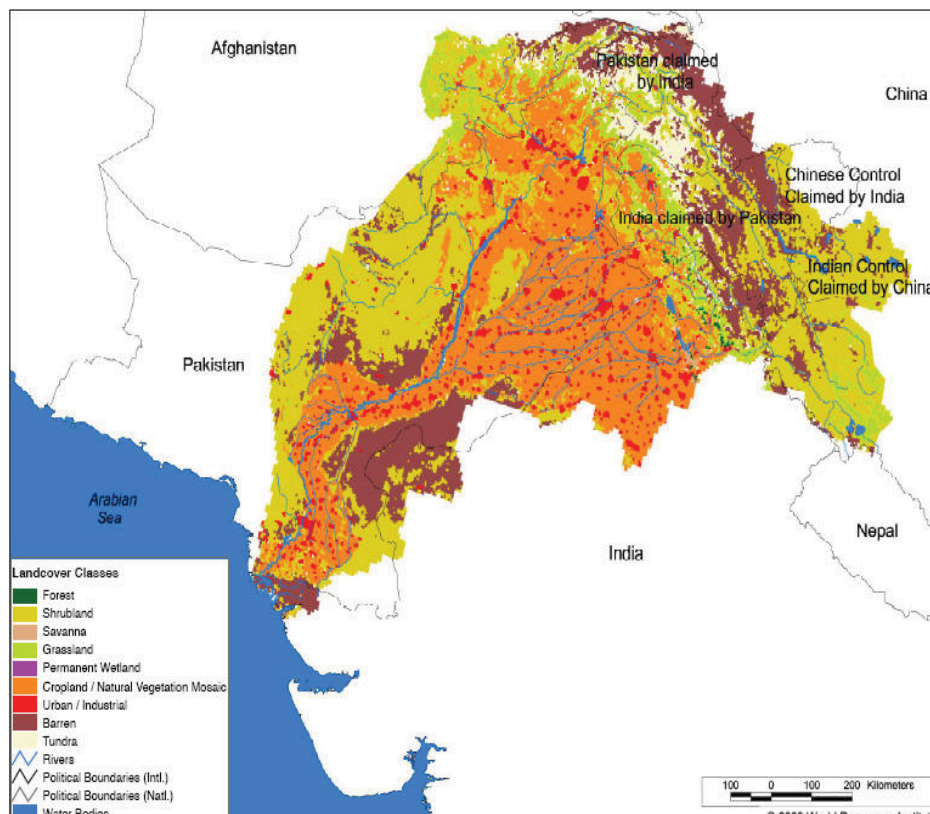 Afghanistan
Pakistan claimed
by India
China
Chinese Control
Claimed by India
India claimed by Pakistan
Indian Control
Claimed by China
Pakistan
Arabian
Sea
Nepal
India
Landcover Classes
Forest
Shrubland
Savanna
Grassland
Permanent Wetland
Cropland / Natural Vegetation Mosaic
Urban / Industrial
Barren
Tundra
Rivers
Political Boundaries (Intl.)
Political Boundaries (Natl.)
Water Bodies
100 0 100 200 Kilometers